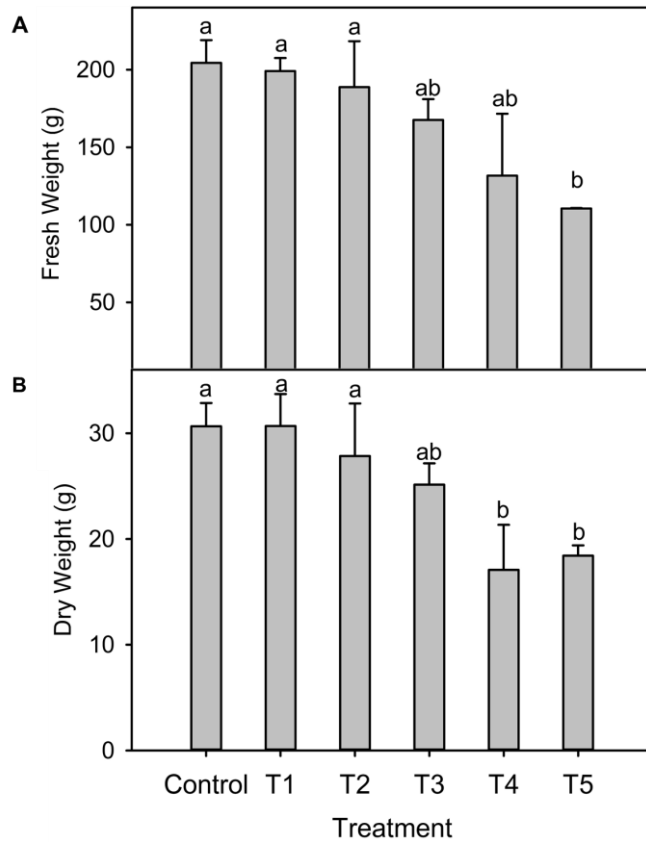 A
Fresh Weight (g)
200
150
100
50
a
a
a
ab
ab
b
B
Dry Weight (g)
30
20
10
0
a
a
a
ab
b
b
Control T1 T2 T3 T4 T5
Treatment